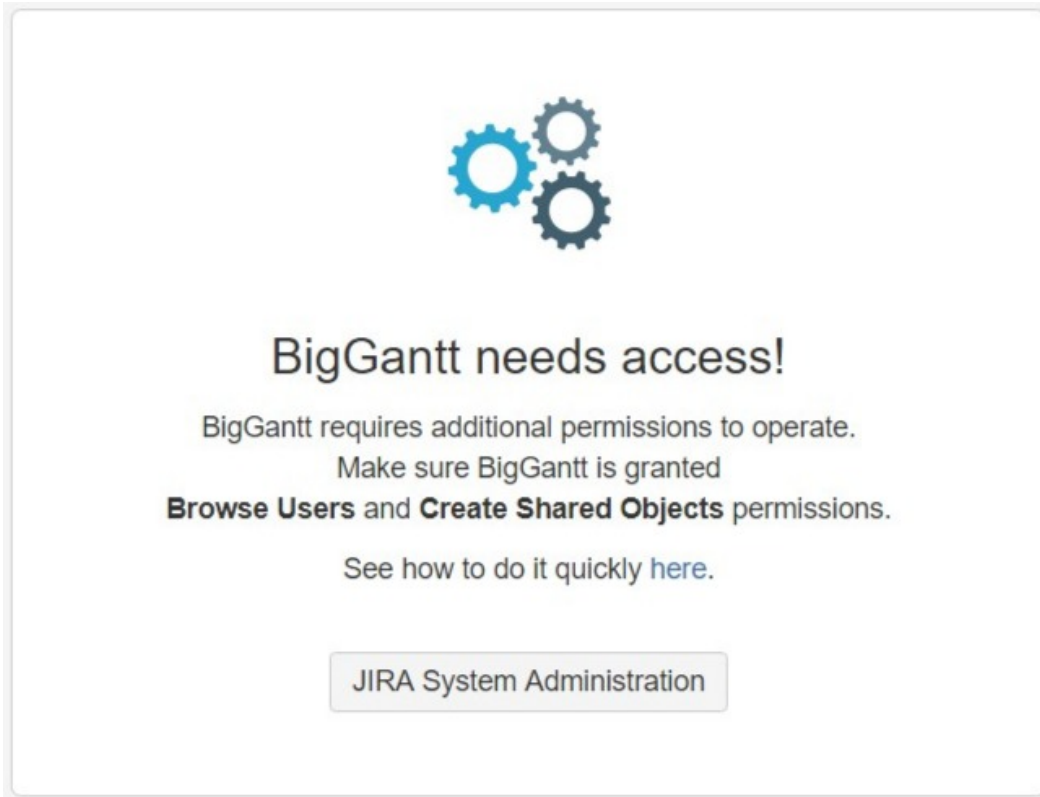 BigGantt needs access!
BigGantt requires additional permissions to operate.
Make sure BigGantt is granted
Browse Users and Create Shared Objects permissions.
See how to do it quickly here.
JIRA System Administration